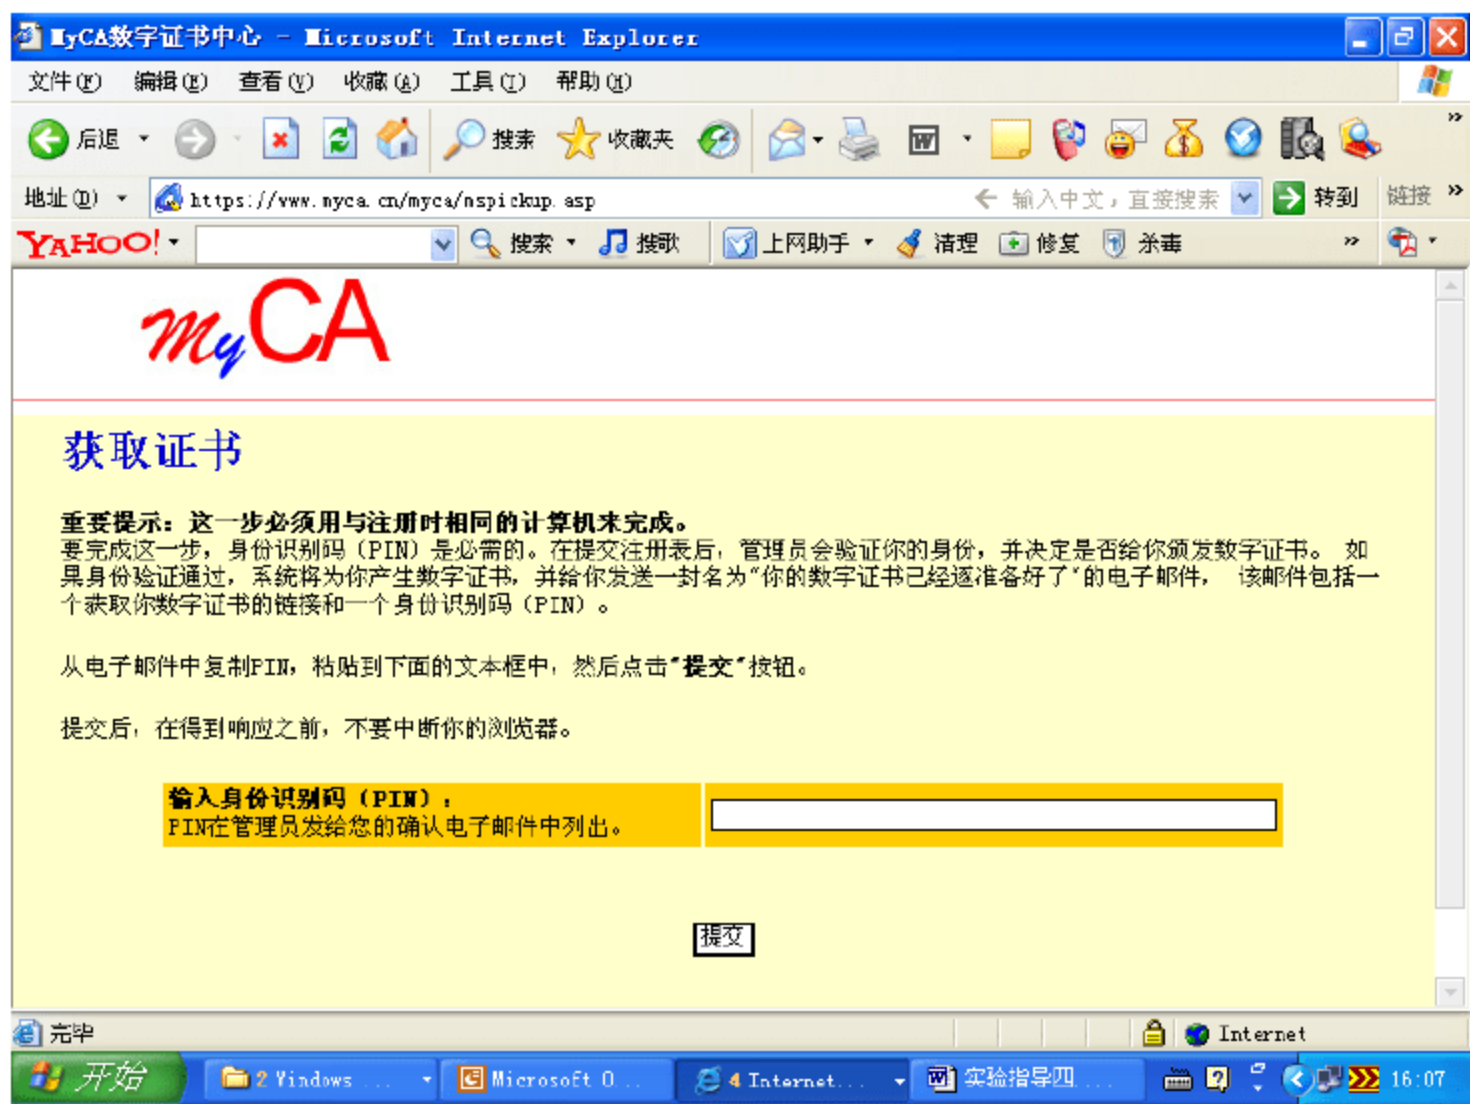 MyCA数字证书中心 - Microsoft Internet Explorer
文件(F) 编辑(E) 查看(V) 收藏(A) 工具(T) 帮助(H)
后退 搜索 收藏夹
地址(D) https://www.myca.cn/myca/nspickup.asp 输入中文，直接搜索 转到 链接
YAHOO! 搜索 搜歌 上网助手 清理 修复 杀毒
MyCA
获取证书
重要提示：这一步必须用与注册时相同的计算机来完成。
要完成这一步，身份识别码（PIN）是必需的。在提交注册表后，管理员会验证你的身份，并决定是否给你颁发数字证书。 如
果身份验证通过，系统将为你产生数字证书，并给你发送一封名为"你的数字证书已经逐准备好了"的电子邮件， 该邮件包括一
个获取你数字证书的链接和一个身份识别码（PIN）。
从电子邮件中复制PIN，粘贴到下面的文本框中，然后点击"提交"按钮。
提交后，在得到响应之前，不要中断你的浏览器。
输入身份识别码（PIN）：
PIN在管理员发给您的确认电子邮件中列出。
提交
完毕 Internet
开始 2 Windows ... Microsoft O... 4 Internet... 实验指导四 ... 16:07